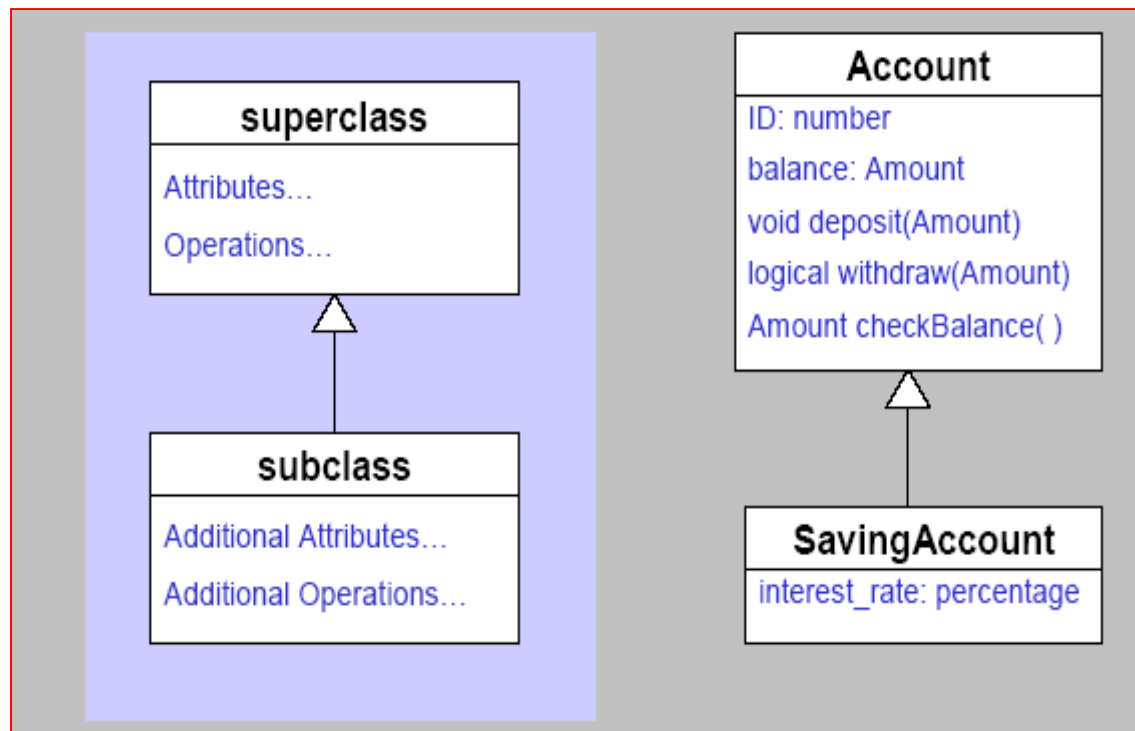 superclass
Attributes...
Operations...
subclass
Additional Attributes...
Additional Operations...
Account
ID: number
balance: Amount
void deposit(Amount)
logical withdraw(Amount)
Amount checkBalance( )
SavingAccount
interest_rate: percentage